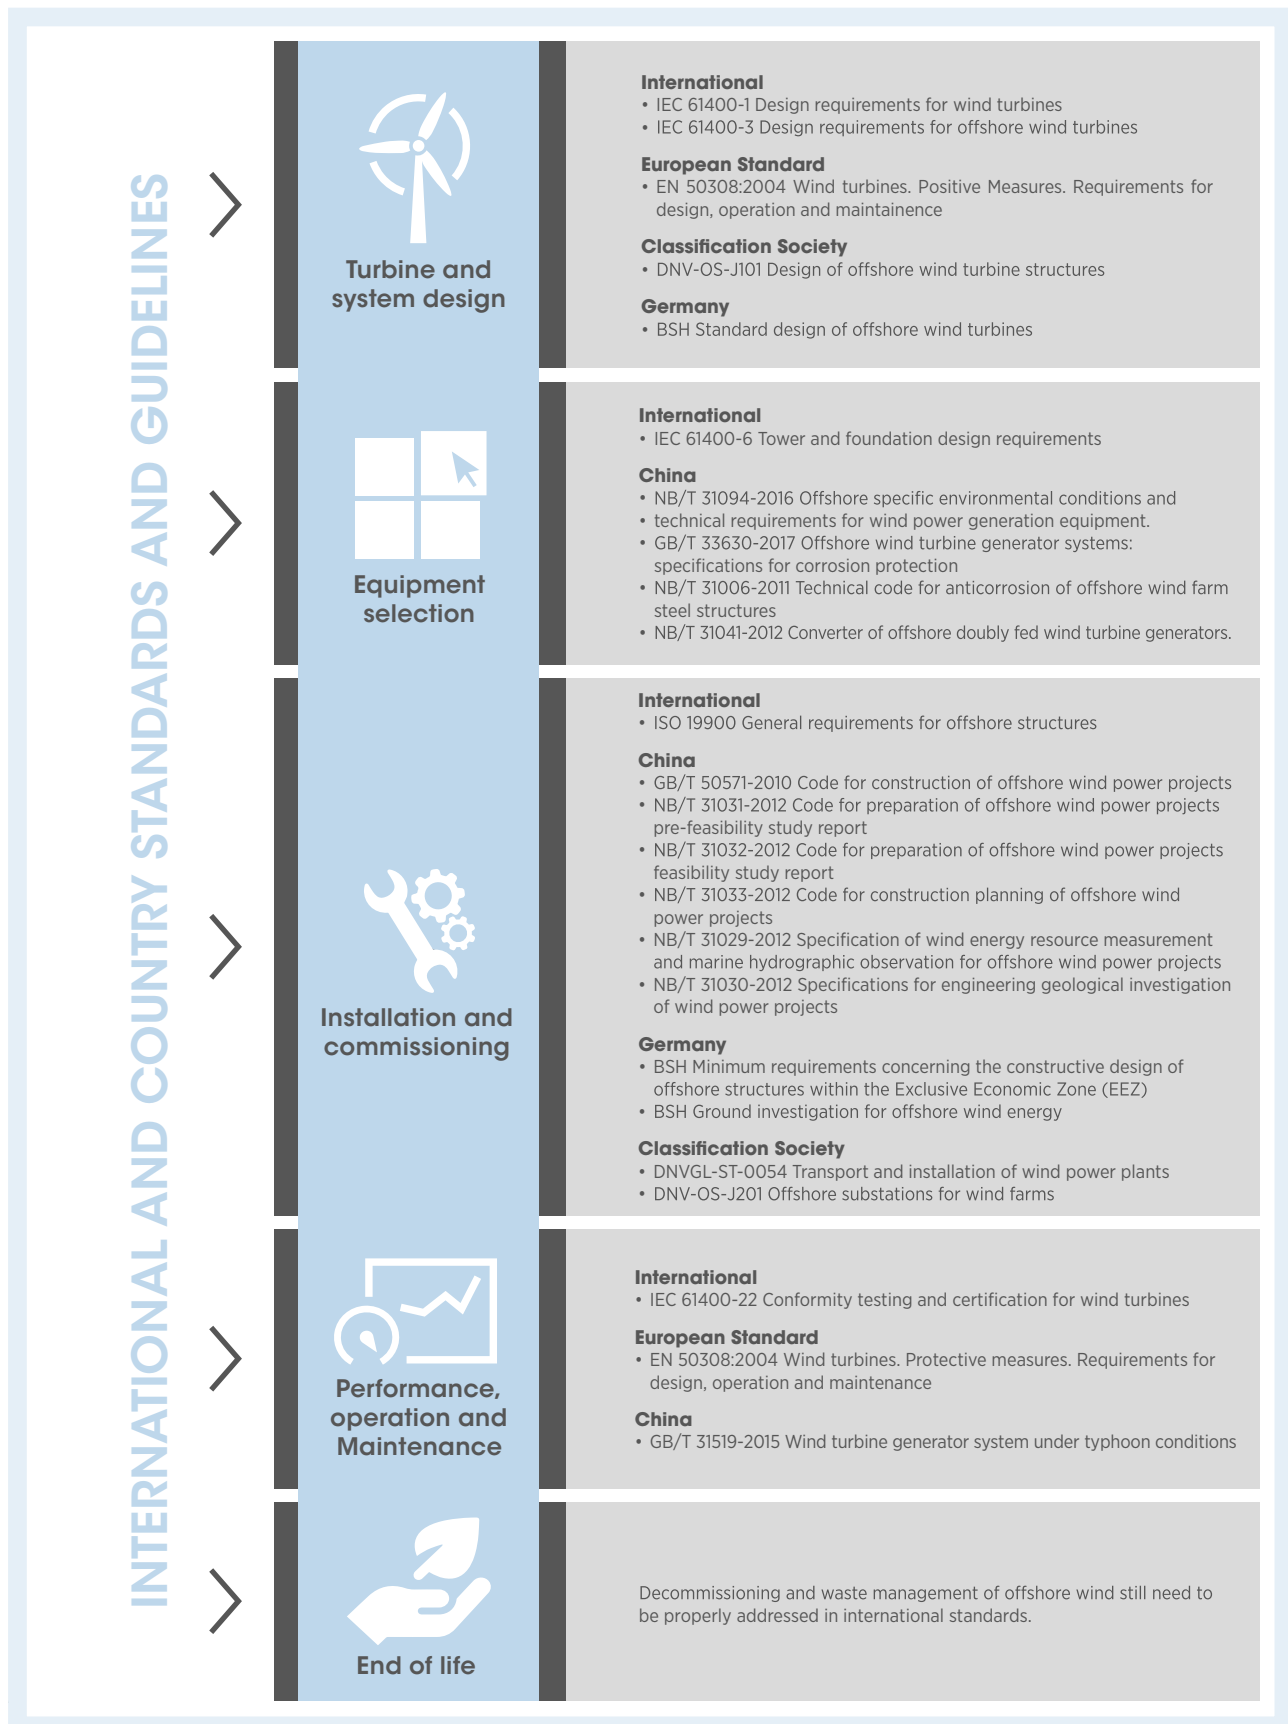 INTERNATIONAL AND COUNTRY STANDARDS AND GUIDELINES
Turbine and
system design
International
• IEC 61400-1 Design requirements for wind turbines
• IEC 61400-3 Design requirements for offshore wind turbines
European Standard
• EN 50308:2004 Wind turbines. Positive Measures. Requirements for
design, operation and maintainence
Classification Society
• DNV-OS-J101 Design of offshore wind turbine structures
Germany
• BSH Standard design of offshore wind turbines
Equipment
selection
International
• IEC 61400-6 Tower and foundation design requirements
China
• NB/T 31094-2016 Offshore specific environmental conditions and
• technical requirements for wind power generation equipment.
• GB/T 33630-2017 Offshore wind turbine generator systems:
specifications for corrosion protection
• NB/T 31006-2011 Technical code for anticorrosion of offshore wind farm
steel structures
• NB/T 31041-2012 Converter of offshore doubly fed wind turbine generators.
Installation and
commissioning
International
• ISO 19900 General requirements for offshore structures
China
• GB/T 50571-2010 Code for construction of offshore wind power projects
• NB/T 31031-2012 Code for preparation of offshore wind power projects
pre-feasibility study report
• NB/T 31032-2012 Code for preparation of offshore wind power projects
feasibility study report
• NB/T 31033-2012 Code for construction planning of offshore wind
power projects
• NB/T 31029-2012 Specification of wind energy resource measurement
and marine hydrographic observation for offshore wind power projects
• NB/T 31030-2012 Specifications for engineering geological investigation
of wind power projects
Germany
• BSH Minimum requirements concerning the constructive design of
offshore structures within the Exclusive Economic Zone (EEZ)
• BSH Ground investigation for offshore wind energy
Classification Society
• DNVGL-ST-0054 Transport and installation of wind power plants
• DNV-OS-J201 Offshore substations for wind farms
Performance,
operation and
Maintenance
International
• IEC 61400-22 Conformity testing and certification for wind turbines
European Standard
• EN 50308:2004 Wind turbines. Protective measures. Requirements for
design, operation and maintenance
China
• GB/T 31519-2015 Wind turbine generator system under typhoon conditions
End of life
Decommissioning and waste management of offshore wind still need to
be properly addressed in international standards.